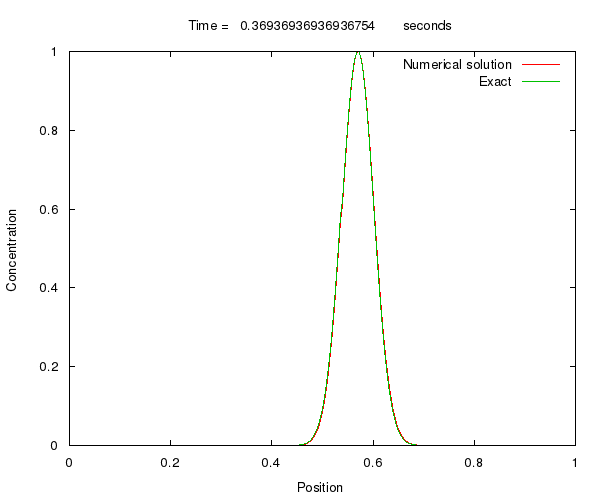 Time = 0.36936936936936754 seconds
1
Numerical solution
Exact
0.8
0.6
Concentration
0.4
0.2
0
0 0.2 0.4 0.6 0.8 1
Position